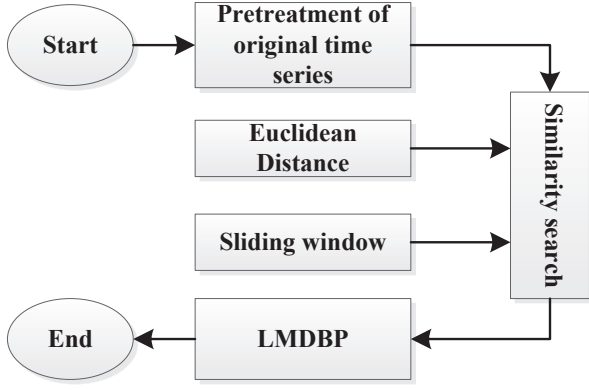 Start
Pretreatment of
original time
series
Euclidean
Distance
Similarity search
Sliding window
End
LMDBP